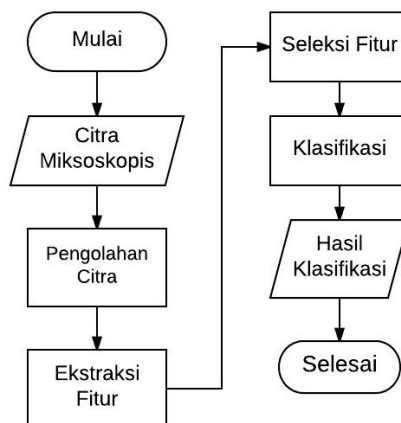 Mulai
Citra
Miksoskopis
Pengolahan
Citra
Ekstraksi
Fitur
Seleksi Fitur
Klasifikasi
Hasil
Klasifikasi
Selesai